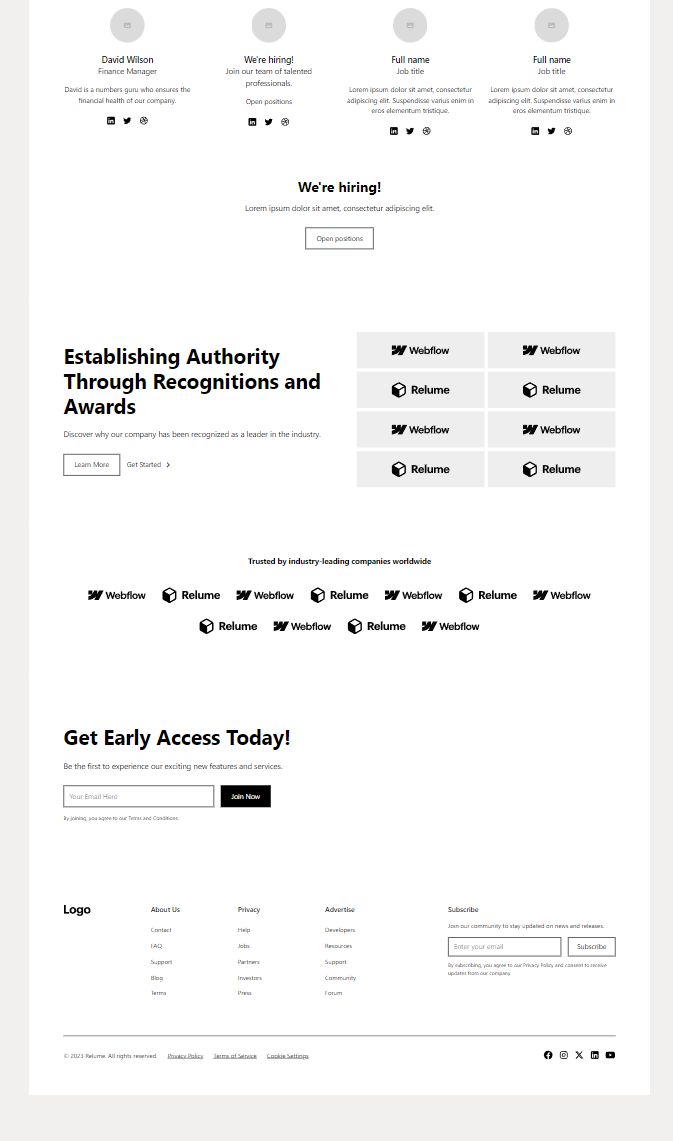 David Wilson
Finance Manager
David is a numbers guru who ensures the
financial health of our company.
We're hiring!
Join our team of talented
professionals.
Open positions
Full name
Job title
Lorem ipsum dolor sit amet, consectetur
adipiscing elit. Suspendisse varius enim in
eros elementum tristique.
Full name
Job title
Lorem ipsum dolor sit amet, consectetur
adipiscing elit. Suspendisse varius enim in
eros elementum tristique.
We're hiring!
Lorem ipsum dolor sit amet, consectetur adipiscing elit.
Open positions
Establishing Authority
Through Recognitions and
Awards
Discover why our company has been recognized as a leader in the industry.
Learn More Get Started
Webflow Webflow
Relume Relume
Webflow Webflow
Relume Relume
Trusted by industry-leading companies worldwide
Webflow Relume Webflow Relume Webflow Relume Webflow
Relume Webflow Relume Webflow
Get Early Access Today!
Be the first to experience our exciting new features and services.
Your Email Here Join Now
By joining, you agree to our Terms and Conditions.
Logo
About Us
Contact
FAQ
Support
Blog
Terms
Privacy
Help
Jobs
Partners
Investors
Press
Advertise
Developers
Resources
Support
Community
Forum
Subscribe
Join our community to stay updated on news and releases.
Enter your email Subscribe
By subscribing, you agree to our Privacy Policy and consent to receive
updates from our company.
© 2023 Relume. All rights reserved. Privacy Policy Terms of Service Cookie Settings